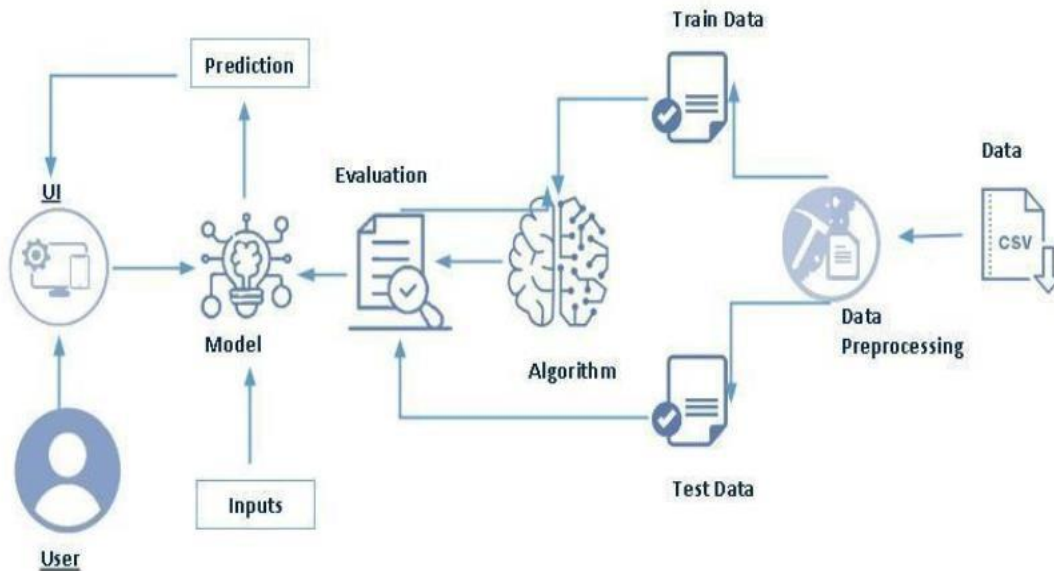 Train Data
Prediction
Data
Evaluation
UI
CSV
Model
Data
Preprocessing
Algorithm
Inputs
Test Data
User